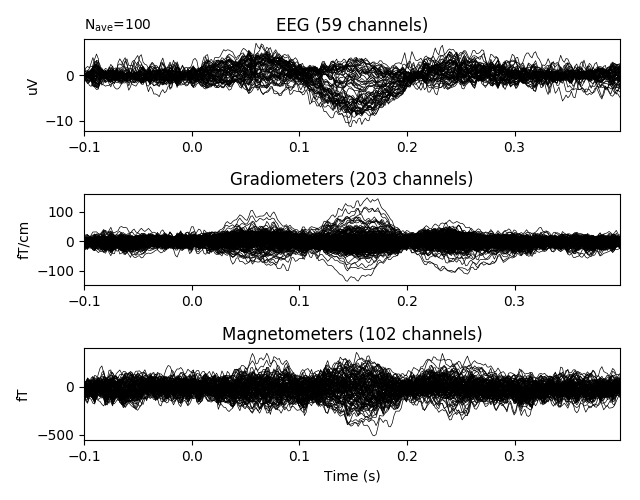 N_ave=100
EEG (59 channels)
uV
0
−10
−0.1 0.0 0.1 0.2 0.3
Gradiometers (203 channels)
fT/cm
100
0
−100
−0.1 0.0 0.1 0.2 0.3
Magnetometers (102 channels)
fT
0
−500
−0.1 0.0 0.1 0.2 0.3
Time (s)